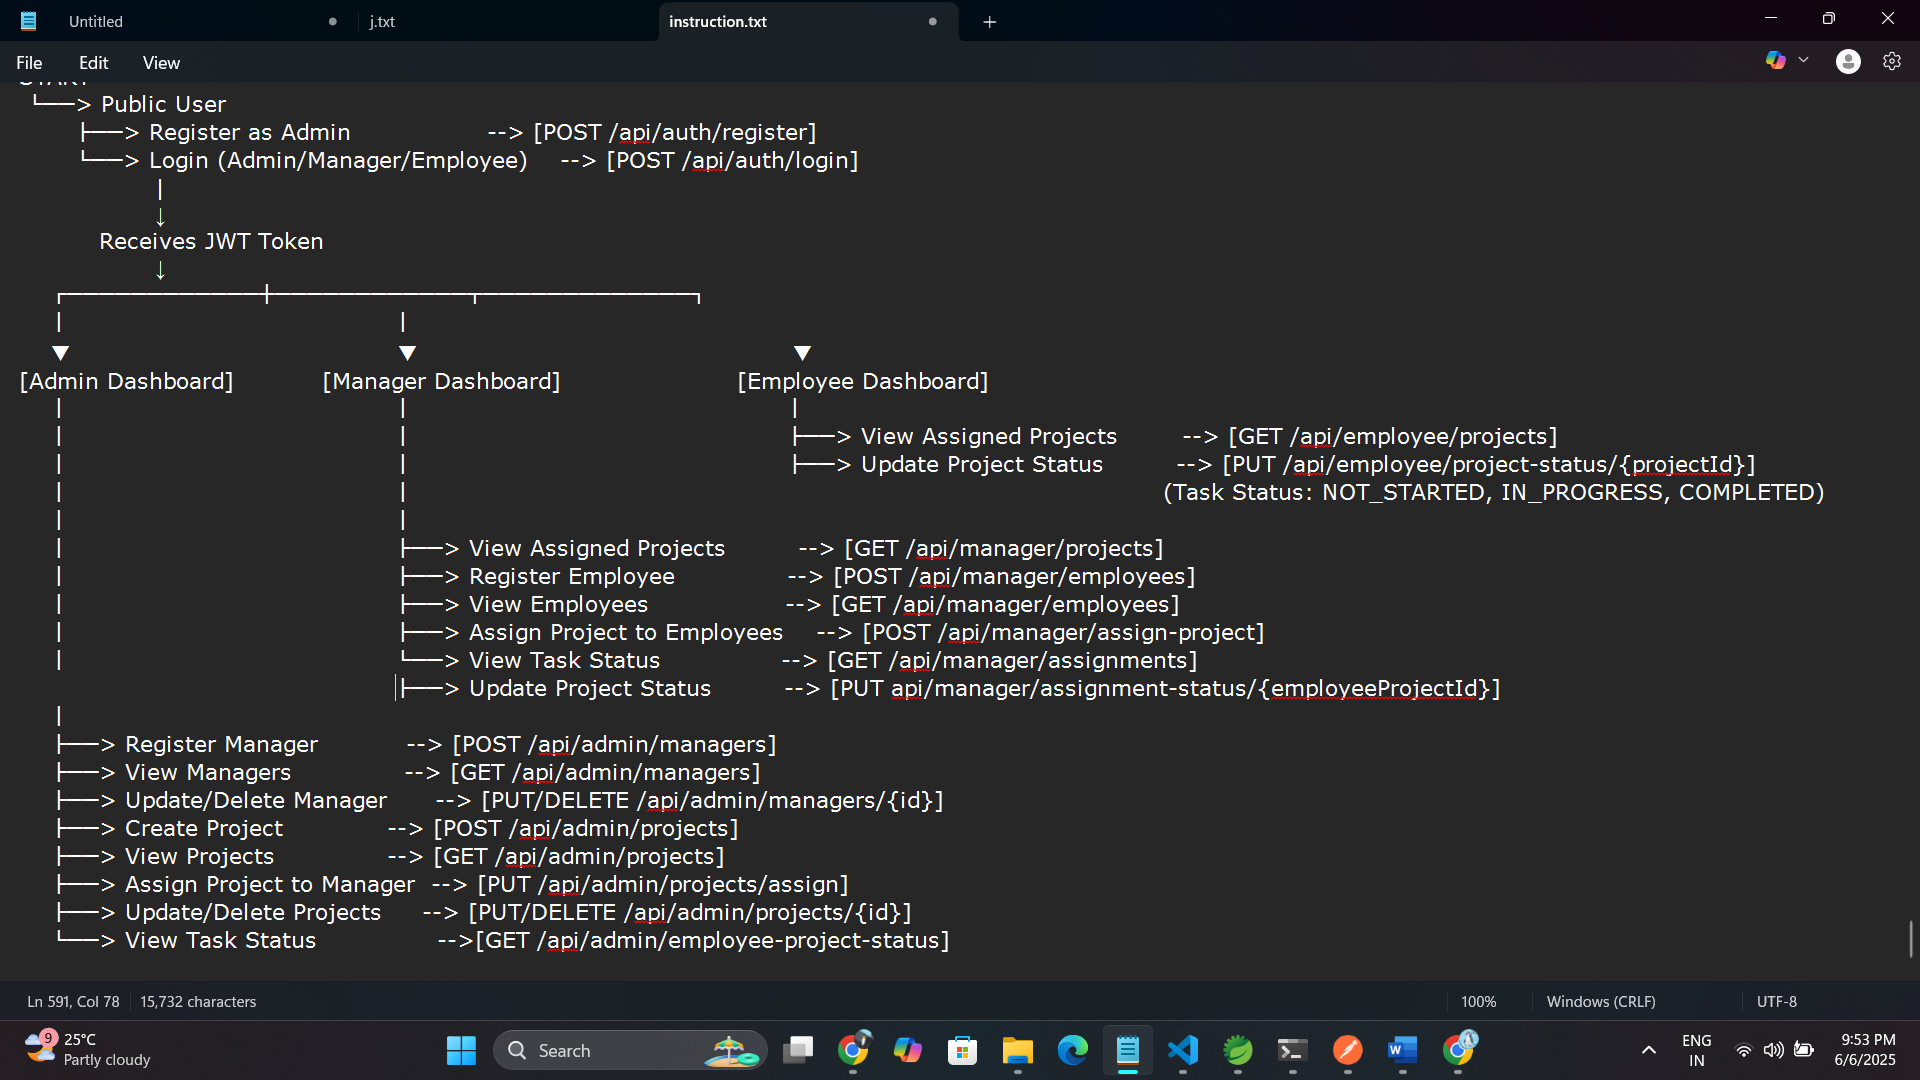 Untitled
j.txt
instruction.txt
File Edit View
START
└──> Public User
├──> Register as Admin --> [POST /api/auth/register]
└──> Login (Admin/Manager/Employee) --> [POST /api/auth/login]
|
↓
Receives JWT Token
↓
┌────────────┼────────────┬─────────────┐
| |
▼ ▼ ▼
[Admin Dashboard] [Manager Dashboard] [Employee Dashboard]
| | |
| | ├──> View Assigned Projects --> [GET /api/employee/projects]
| | ├──> Update Project Status --> [PUT /api/employee/project-status/{projectId}]
| | (Task Status: NOT_STARTED, IN_PROGRESS, COMPLETED)
| |
| ├──> View Assigned Projects --> [GET /api/manager/projects]
| ├──> Register Employee --> [POST /api/manager/employees]
| ├──> View Employees --> [GET /api/manager/employees]
| ├──> Assign Project to Employees --> [POST /api/manager/assign-project]
| └──> View Task Status --> [GET /api/manager/assignments]
├──> Update Project Status --> [PUT api/manager/assignment-status/{employeeProjectId}]
|
├──> Register Manager --> [POST /api/admin/managers]
├──> View Managers --> [GET /api/admin/managers]
├──> Update/Delete Manager --> [PUT/DELETE /api/admin/managers/{id}]
├──> Create Project --> [POST /api/admin/projects]
├──> View Projects --> [GET /api/admin/projects]
├──> Assign Project to Manager --> [PUT /api/admin/projects/assign]
├──> Update/Delete Projects --> [PUT/DELETE /api/admin/projects/{id}]
└──> View Task Status -->[GET /api/admin/employee-project-status]
Ln 591, Col 78 15,732 characters 100% Windows (CRLF) UTF-8
9
25°C
Partly cloudy
Search
ENG
IN
9:53 PM
6/6/2025